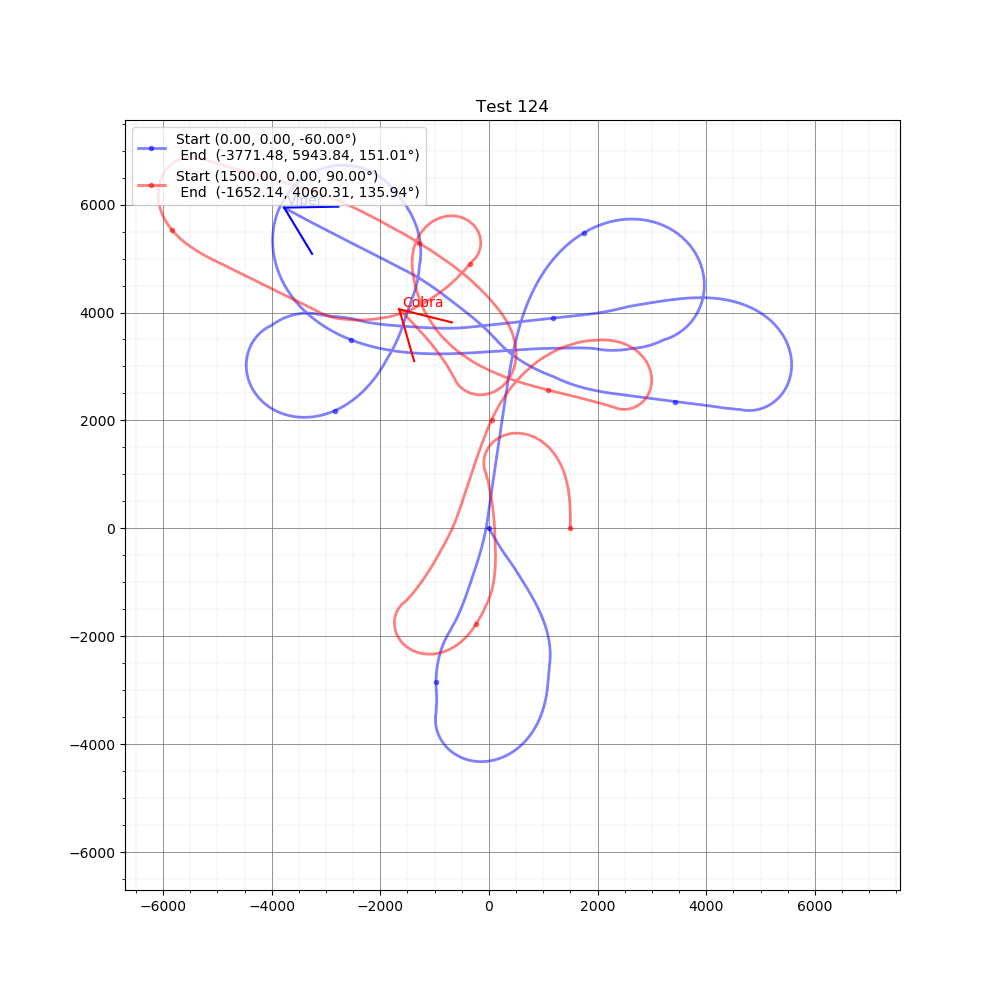 Test 124
Start (0.00, 0.00, -60.00°)
End (-3771.48, 5943.84, 151.01°)
Start (1500.00, 0.00, 90.00°)
End (-1652.14, 4060.31, 135.94°)
Viper
Cobra
6000
4000
2000
0
−2000
−4000
−6000
−6000 −4000 −2000 0 2000 4000 6000